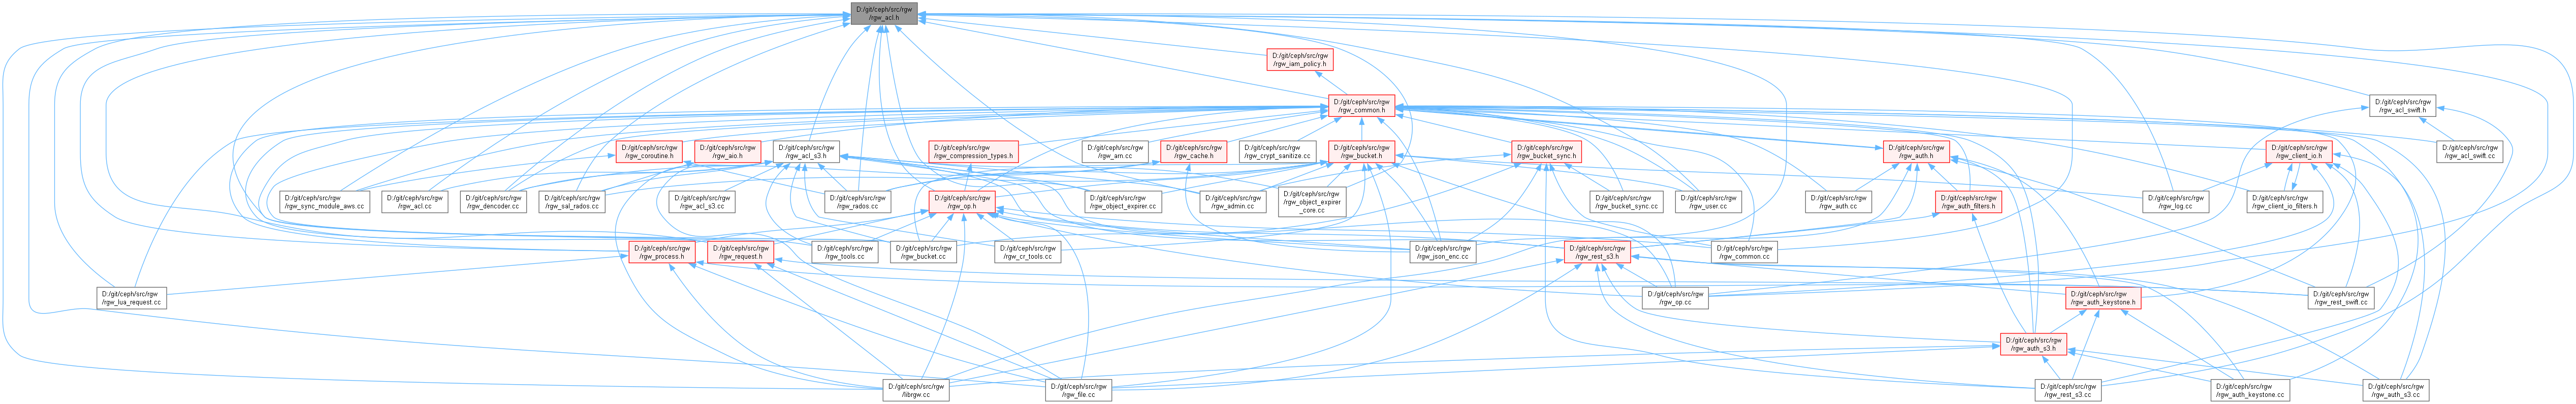 D:/git/ceph/src/rgw
/rgw_acl.h
D:/git/ceph/src/rgw
/rgw_iam_policy.h
D:/git/ceph/src/rgw
/rgw_common.h
D:/git/ceph/src/rgw
/rgw_acl_swift.h
D:/git/ceph/src/rgw
/rgw_coroutine.h
D:/git/ceph/src/rgw
/rgw_aio.h
D:/git/ceph/src/rgw
/rgw_acl_s3.h
D:/git/ceph/src/rgw
/rgw_compression_types.h
D:/git/ceph/src/rgw
/rgw_arn.cc
D:/git/ceph/src/rgw
/rgw_cache.h
D:/git/ceph/src/rgw
/rgw_crypt_sanitize.cc
D:/git/ceph/src/rgw
/rgw_bucket.h
D:/git/ceph/src/rgw
/rgw_bucket_sync.h
D:/git/ceph/src/rgw
/rgw_auth.h
D:/git/ceph/src/rgw
/rgw_client_io.h
D:/git/ceph/src/rgw
/rgw_acl_swift.cc
D:/git/ceph/src/rgw
/rgw_sync_module_aws.cc
D:/git/ceph/src/rgw
/rgw_acl.cc
D:/git/ceph/src/rgw
/rgw_dencoder.cc
D:/git/ceph/src/rgw
/rgw_sal_rados.cc
D:/git/ceph/src/rgw
/rgw_acl_s3.cc
D:/git/ceph/src/rgw
/rgw_rados.cc
D:/git/ceph/src/rgw
/rgw_op.h
D:/git/ceph/src/rgw
/rgw_object_expirer.cc
D:/git/ceph/src/rgw
/rgw_admin.cc
D:/git/ceph/src/rgw
/rgw_object_expirer
_core.cc
D:/git/ceph/src/rgw
/rgw_bucket_sync.cc
D:/git/ceph/src/rgw
/rgw_user.cc
D:/git/ceph/src/rgw
/rgw_auth.cc
D:/git/ceph/src/rgw
/rgw_auth_filters.h
D:/git/ceph/src/rgw
/rgw_log.cc
D:/git/ceph/src/rgw
/rgw_client_io_filters.h
D:/git/ceph/src/rgw
/rgw_process.h
D:/git/ceph/src/rgw
/rgw_request.h
D:/git/ceph/src/rgw
/rgw_tools.cc
D:/git/ceph/src/rgw
/rgw_bucket.cc
D:/git/ceph/src/rgw
/rgw_cr_tools.cc
D:/git/ceph/src/rgw
/rgw_json_enc.cc
D:/git/ceph/src/rgw
/rgw_rest_s3.h
D:/git/ceph/src/rgw
/rgw_common.cc
D:/git/ceph/src/rgw
/rgw_lua_request.cc
D:/git/ceph/src/rgw
/rgw_op.cc
D:/git/ceph/src/rgw
/rgw_auth_keystone.h
D:/git/ceph/src/rgw
/rgw_rest_swift.cc
D:/git/ceph/src/rgw
/rgw_auth_s3.h
D:/git/ceph/src/rgw
/librgw.cc
D:/git/ceph/src/rgw
/rgw_file.cc
D:/git/ceph/src/rgw
/rgw_rest_s3.cc
D:/git/ceph/src/rgw
/rgw_auth_keystone.cc
D:/git/ceph/src/rgw
/rgw_auth_s3.cc